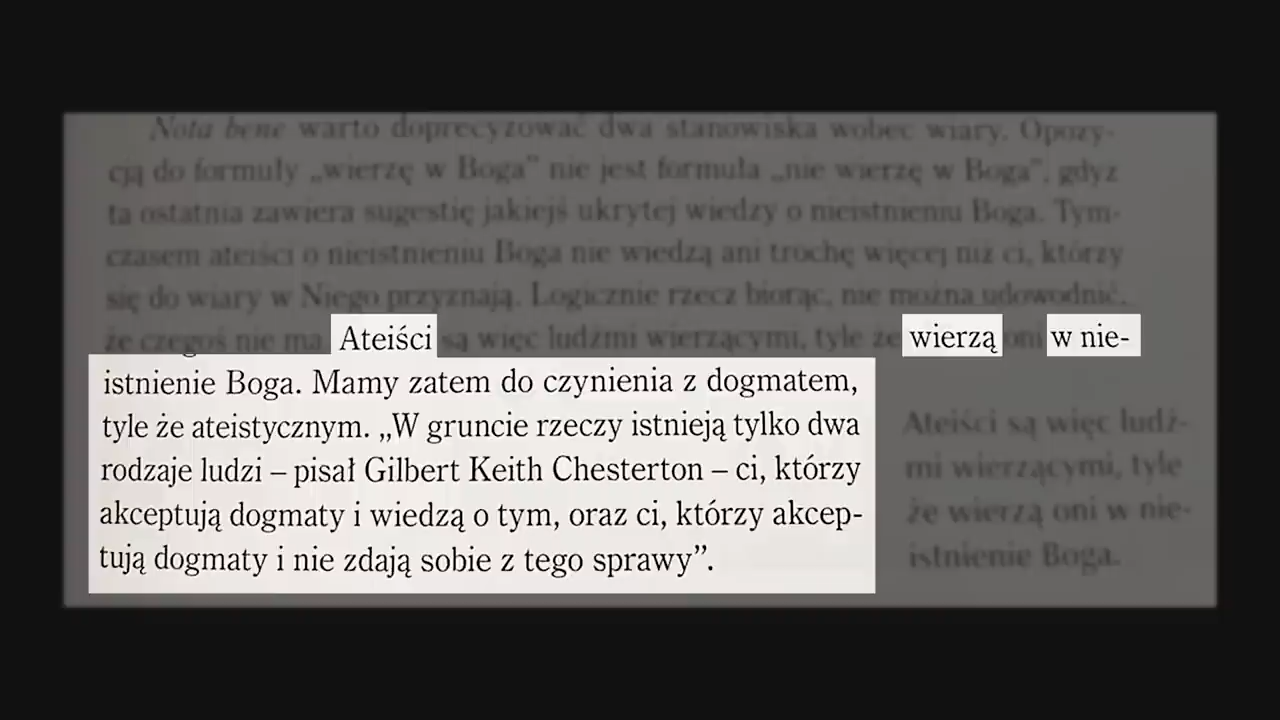 Nota bene warto doprecyzować dwa stanowiska wobec wiary. Opozy-
cją do formuły „wierzę w Boga” nie jest formuła „nie wierzę w Boga”, gdyż
ta ostatnia zawiera sugestię jakiejś ukrytej wiedzy o nieistnieniu Boga. Tym-
czasem ateiści o nieistnieniu Boga nie wiedzą ani trochę więcej niż ci, którzy
się do wiary w Niego przyznają. Logicznie rzecz biorąc, nie można udowodnić,
że czegoś nie ma. Ateiści są więc ludźmi wierzącymi, tyle że wierzą oni w nie-
istnienie Boga. Mamy zatem do czynienia z dogmatem,
tyle że ateistycznym. „W gruncie rzeczy istnieją tylko dwa
rodzaje ludzi – pisał Gilbert Keith Chesterton – ci, którzy
akceptują dogmaty i wiedzą o tym, oraz ci, którzy akcep-
tują dogmaty i nie zdają sobie z tego sprawy”.
Ateiści są więc ludź-
mi wierzącymi, tyle
że wierzą oni w nie-
istnienie Boga.